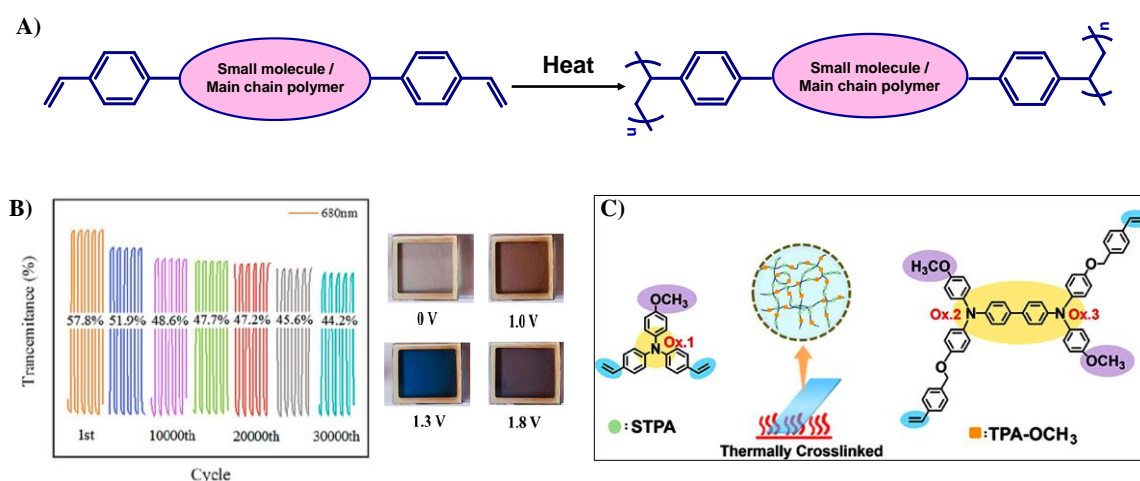 A)
Small molecule /
Main chain polymer
Heat
n
Small molecule /
Main chain polymer
n
B)
680nm
Trancemitance (%)
57.8%
51.9%
48.6%
47.7%
47.2%
45.6%
44.2%
1st
10000th
20000th
30000th
Cycle
0 V
1.0 V
1.3 V
1.8 V
C)
OCH3
N
Ox.1
:STPA
Thermally Crosslinked
H3CO
O
Ox.2
N
N
Ox.3
O
OCH3
:TPA-OCH3